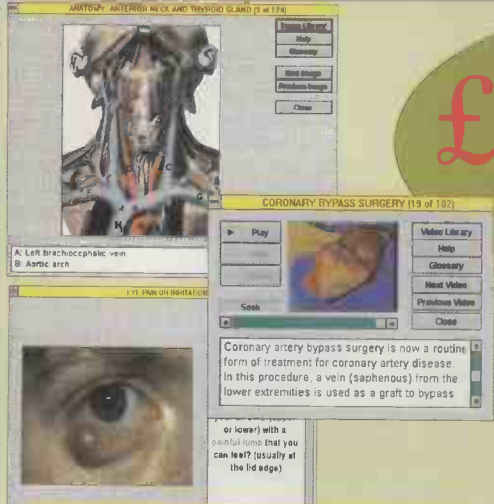 ANATOMY: ANTERIOR NECK AND THYROID GLAND (1 of 124)
Image Library
Help
Glossary
Next Image
Previous Image
Close
C
G
H
A: Left brachiocephalic vein
B: Aortic arch
£
CORONARY BYPASS SURGERY (19 of 102)
Play
Seek
Video Library
Help
Glossary
Next Video
Previous Video
Close
Coronary artery bypass surgery is now a routine
form of treatment for coronary artery disease.
In this procedure, a vein (saphenous) from the
lower extremities is used as a graft to bypass
EYE PAIN OR IRRITATION
or lower) with a
painful lump that you
can feel? (usually at
the lid edge)